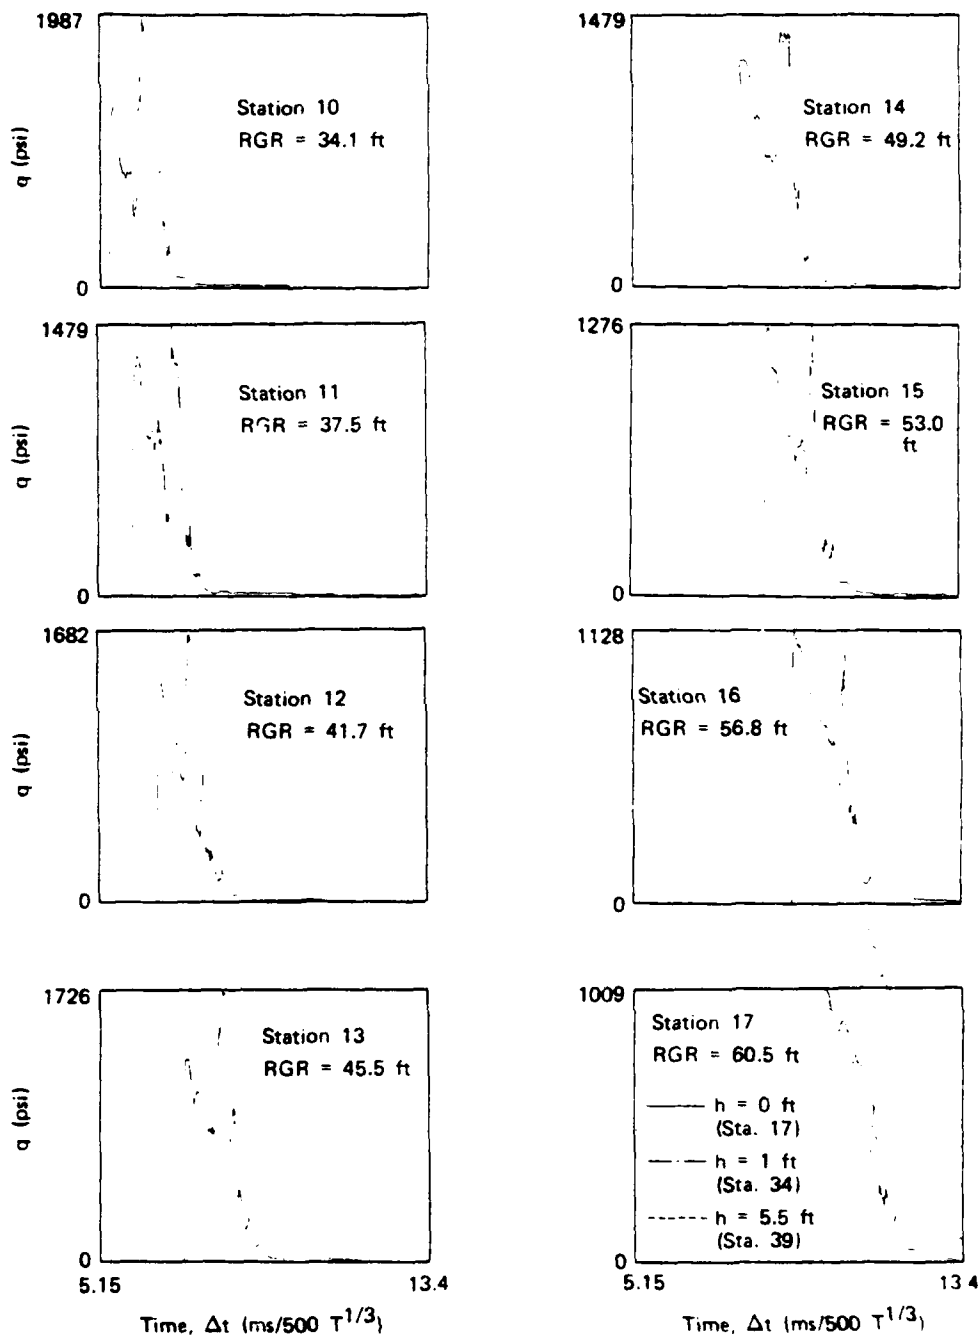 1987
q (psi)
Station 10
RGR = 34.1 ft
0
1479
q (psi)
Station 11
RGR = 37.5 ft
0
1682
q (psi)
Station 12
RGR = 41.7 ft
0
1726
q (psi)
Station 13
RGR = 45.5 ft
0
5.15
13.4
Time, Δt (ms/500 T^1/3)
1479
Station 14
RGR = 49.2 ft
0
1276
Station 15
RGR = 53.0
ft
0
1128
Station 16
RGR = 56.8 ft
0
1009
Station 17
RGR = 60.5 ft
h = 0 ft
(Sta. 17)
h = 1 ft
(Sta. 34)
h = 5.5 ft
(Sta. 39)
0
5.15
13.4
Time, Δt (ms/500 T^1/3)